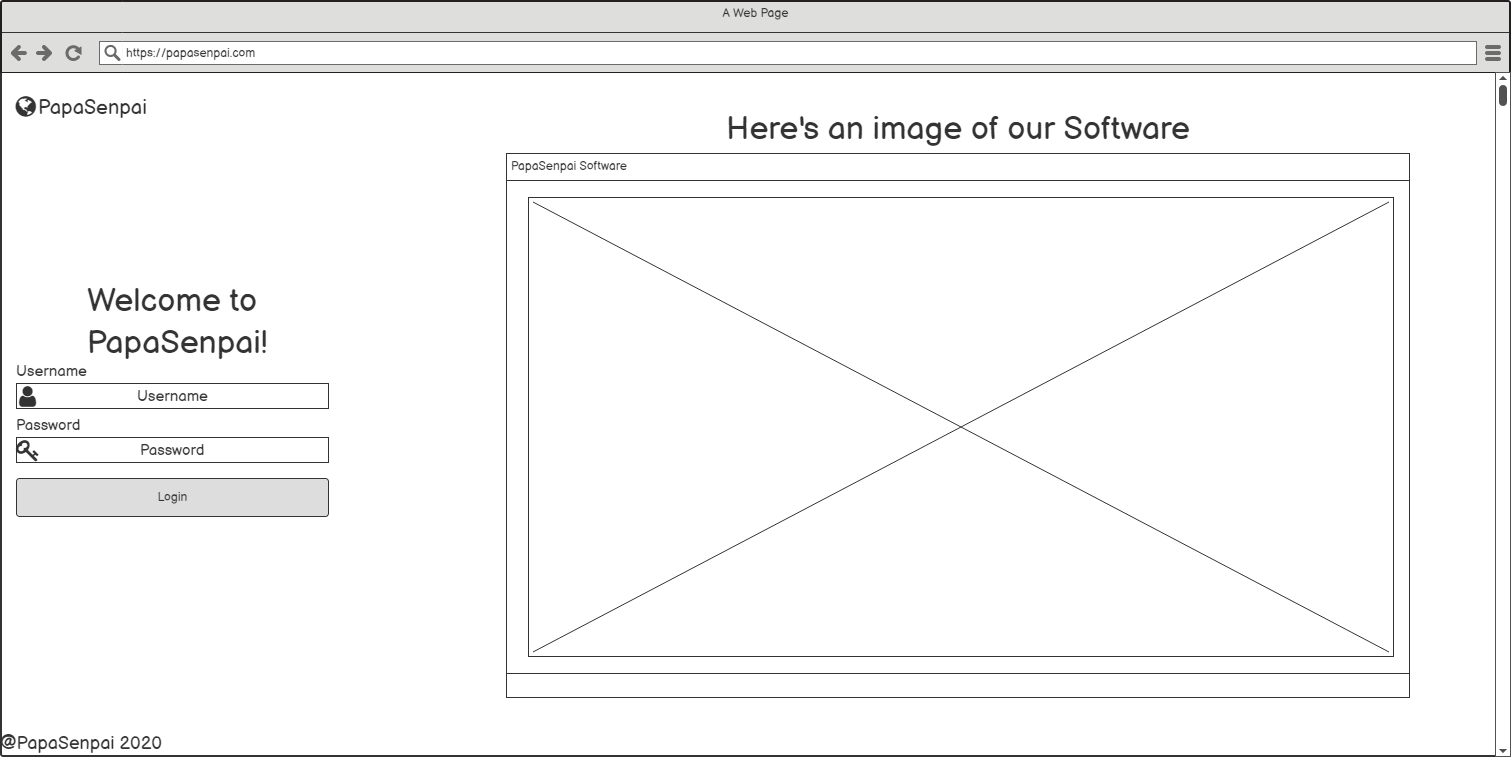 A Web Page
https://papasenpai.com
PapaSenpai
Here's an image of our Software
PapaSenpai Software
Welcome to
PapaSenpai!
Username
Username
Password
Password
Login
@PapaSenpai 2020